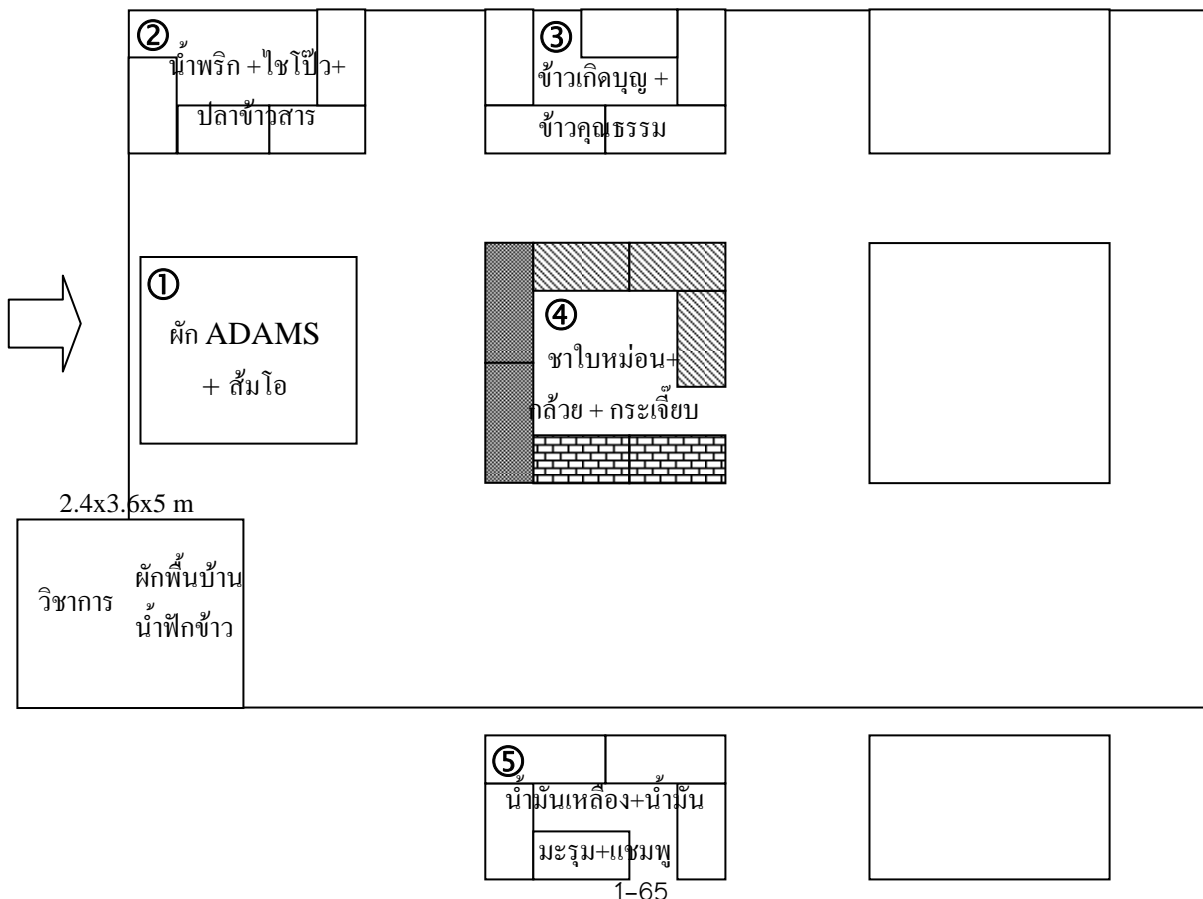 ②
น้ำพริก +ไชโป๊ว+
ปลาข้าวสาร
③
ข้าวเกิดบุญ +
ข้าวคุณธรรม
①
ผัก ADAMS
+ ส้มโอ
④
ชาใบหม่อน+
กล้วย + กระเจี๊ยบ
2.4x3.6x5 m
วิชาการ
ผักพื้นบ้าน
น้ำฟักข้าว
⑤
น้ำมันเหลือง+น้ำมัน
มะรุม+แชมพู
1-65